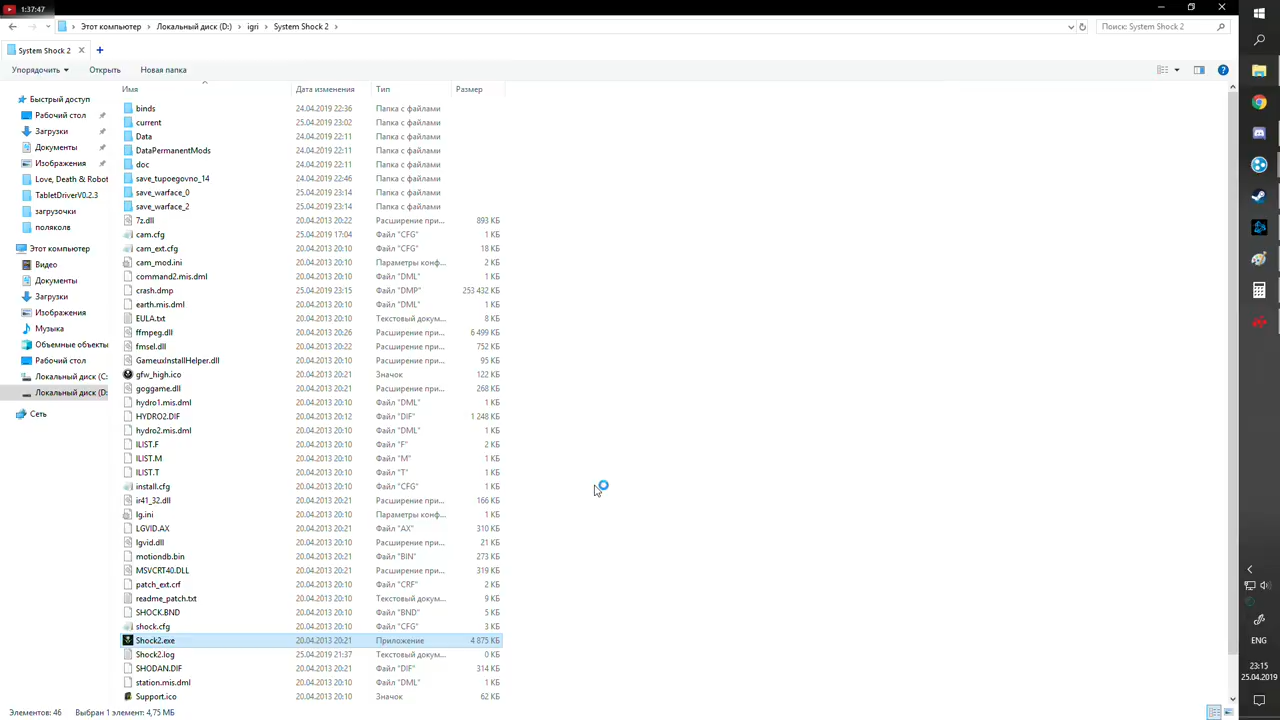 1:37:47
Этот компьютер > Локальный диск (D:) > igri > System Shock 2 >
Поиск: System Shock 2
System Shock 2
Упорядочить Открыть Новая папка
Имя Дата изменения Тип Размер
Быстрый доступ
Рабочий стол
Загрузки
Документы
Изображения
Love, Death & Robot
TabletDriverV0.2.3
загрузочки
поляколв
Этот компьютер
Видео
Документы
Загрузки
Изображения
Музыка
Объемные объекты
Рабочий стол
Локальный диск (C:
Локальный диск (D:
Сеть
binds 24.04.2019 22:36 Папка с файлами
current 25.04.2019 23:02 Папка с файлами
Data 24.04.2019 22:11 Папка с файлами
DataPermanentMods 24.04.2019 22:11 Папка с файлами
doc 24.04.2019 22:11 Папка с файлами
save_tupoegovno_14 24.04.2019 22:46 Папка с файлами
save_warface_0 25.04.2019 23:14 Папка с файлами
save_warface_2 25.04.2019 23:14 Папка с файлами
7z.dll 20.04.2013 20:22 Расширение при... 893 КБ
cam.cfg 25.04.2019 17:04 Файл "CFG" 1 КБ
cam_ext.cfg 20.04.2013 20:10 Файл "CFG" 18 КБ
cam_mod.ini 20.04.2013 20:10 Параметры конф... 2 КБ
command2.mis.dml 20.04.2013 20:10 Файл "DML" 1 КБ
crash.dmp 25.04.2019 23:15 Файл "DMP" 253 432 КБ
earth.mis.dml 20.04.2013 20:10 Файл "DML" 1 КБ
EULA.txt 20.04.2013 20:10 Текстовый докум... 8 КБ
ffmpeg.dll 20.04.2013 20:26 Расширение при... 6 499 КБ
fmsel.dll 20.04.2013 20:22 Расширение при... 752 КБ
GameuxInstallHelper.dll 20.04.2013 20:21 Расширение при... 95 КБ
gfw_high.ico 20.04.2013 20:21 Значок 122 КБ
goggame.dll 20.04.2013 20:21 Расширение при... 268 КБ
hydro1.mis.dml 20.04.2013 20:10 Файл "DML" 1 КБ
HYDRO2.DIF 20.04.2013 20:12 Файл "DIF" 1 248 КБ
hydro2.mis.dml 20.04.2013 20:10 Файл "DML" 1 КБ
ILIST.F 20.04.2013 20:10 Файл "F" 2 КБ
ILIST.M 20.04.2013 20:10 Файл "M" 1 КБ
ILIST.T 20.04.2013 20:10 Файл "T" 1 КБ
install.cfg 20.04.2013 20:10 Файл "CFG" 1 КБ
ir41_32.dll 20.04.2013 20:21 Расширение при... 166 КБ
lg.ini 20.04.2013 20:10 Параметры конф... 1 КБ
LGVID.AX 20.04.2013 20:21 Файл "AX" 310 КБ
lgvid.dll 20.04.2013 20:21 Расширение при... 21 КБ
motiondb.bin 20.04.2013 20:21 Файл "BIN" 273 КБ
MSVCRT40.DLL 20.04.2013 20:21 Расширение при... 319 КБ
patch_ext.crf 20.04.2013 20:10 Файл "CRF" 2 КБ
readme_patch.txt 20.04.2013 20:10 Текстовый докум... 9 КБ
SHOCK.BND 20.04.2013 20:10 Файл "BND" 5 КБ
shock.cfg 20.04.2013 20:10 Файл "CFG" 3 КБ
Shock2.exe 20.04.2013 20:21 Приложение 4 875 КБ
Shock2.log 25.04.2019 21:37 Текстовый докум... 0 КБ
SHODAN.DIF 20.04.2013 20:21 Файл "DIF" 314 КБ
station.mis.dml 20.04.2013 20:10 Файл "DML" 1 КБ
Support.ico 20.04.2013 20:10 Значок 62 КБ
Элементов: 46 Выбран 1 элемент: 4,75 МБ
ENG
23:15
25.04.2019